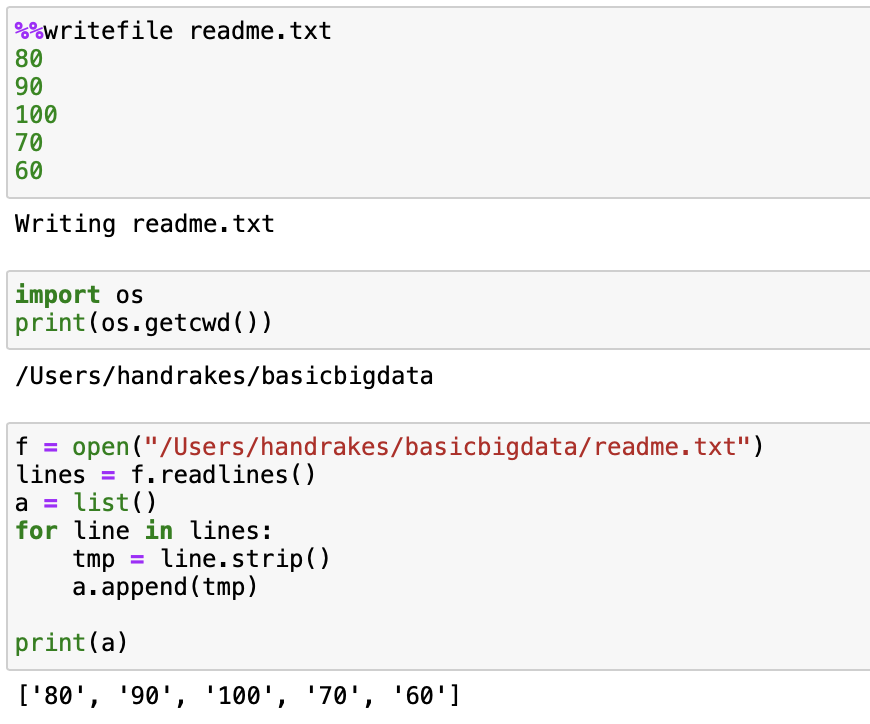 %%writefile readme.txt
80
90
100
70
60
Writing readme.txt
import os
print(os.getcwd())
/Users/handrakes/basicbigdata
f = open("/Users/handrakes/basicbigdata/readme.txt")
lines = f.readlines()
a = list()
for line in lines:
    tmp = line.strip()
    a.append(tmp)
print(a)
['80', '90', '100', '70', '60']